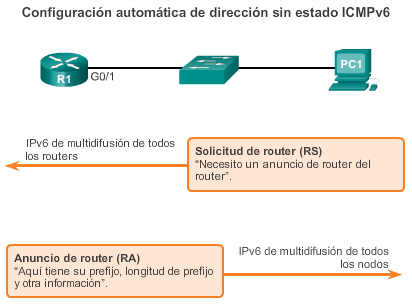 Configuración automática de dirección sin estado ICMPv6
R1
G0/1
PC1
IPv6 de multidifusión de todos
los routers
Solicitud de router (RS)
“Necesito un anuncio de router del
router”.
Anuncio de router (RA)
“Aquí tiene su prefijo, longitud de prefijo
y otra información”.
IPv6 de multidifusión de todos
los nodos